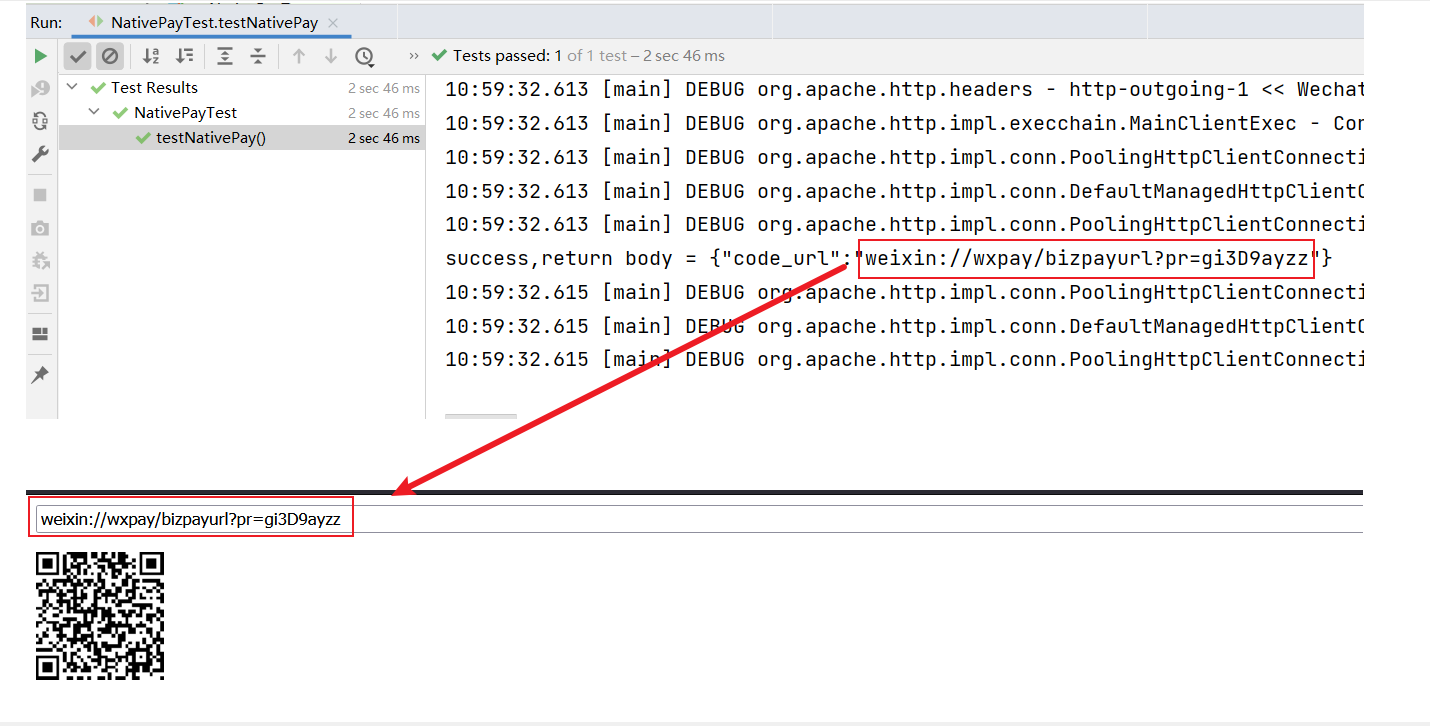 Run: NativePayTest.testNativePay
Tests passed: 1 of 1 test – 2 sec 46 ms
Test Results 2 sec 46 ms
NativePayTest 2 sec 46 ms
testNativePay() 2 sec 46 ms
10:59:32.613 [main] DEBUG org.apache.http.headers - http-outgoing-1 << Wechat
10:59:32.613 [main] DEBUG org.apache.http.impl.execchain.MainClientExec - Con
10:59:32.613 [main] DEBUG org.apache.http.impl.conn.PoolingHttpClientConnecti
10:59:32.613 [main] DEBUG org.apache.http.impl.conn.DefaultManagedHttpClientC
10:59:32.613 [main] DEBUG org.apache.http.impl.conn.PoolingHttpClientConnecti
success,return body = {"code_url":"weixin://wxpay/bizpayurl?pr=gi3D9ayzz"}
10:59:32.615 [main] DEBUG org.apache.http.impl.conn.PoolingHttpClientConnecti
10:59:32.615 [main] DEBUG org.apache.http.impl.conn.DefaultManagedHttpClientC
10:59:32.615 [main] DEBUG org.apache.http.impl.conn.PoolingHttpClientConnecti
weixin://wxpay/bizpayurl?pr=gi3D9ayzz